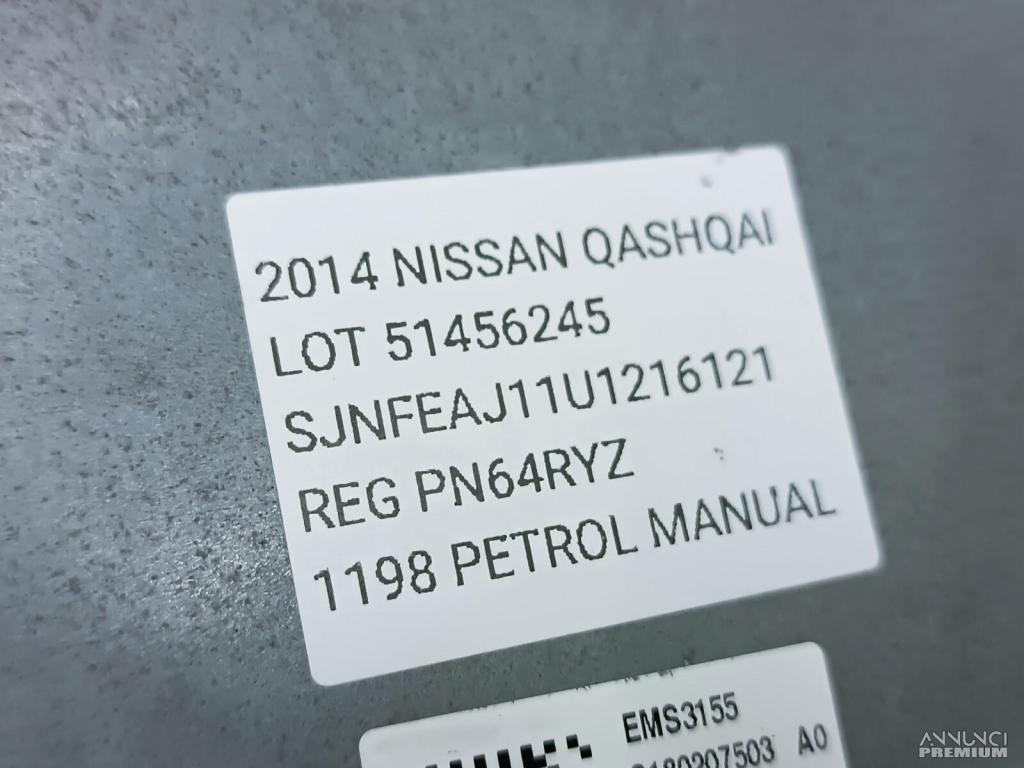 2014 NISSAN QASHQAI
LOT 51456245
SJNFEAJ11U1216121
REG PN64RYZ
1198 PETROL MANUAL
EMS3155
A0
ANNUNCI
PREMIUM